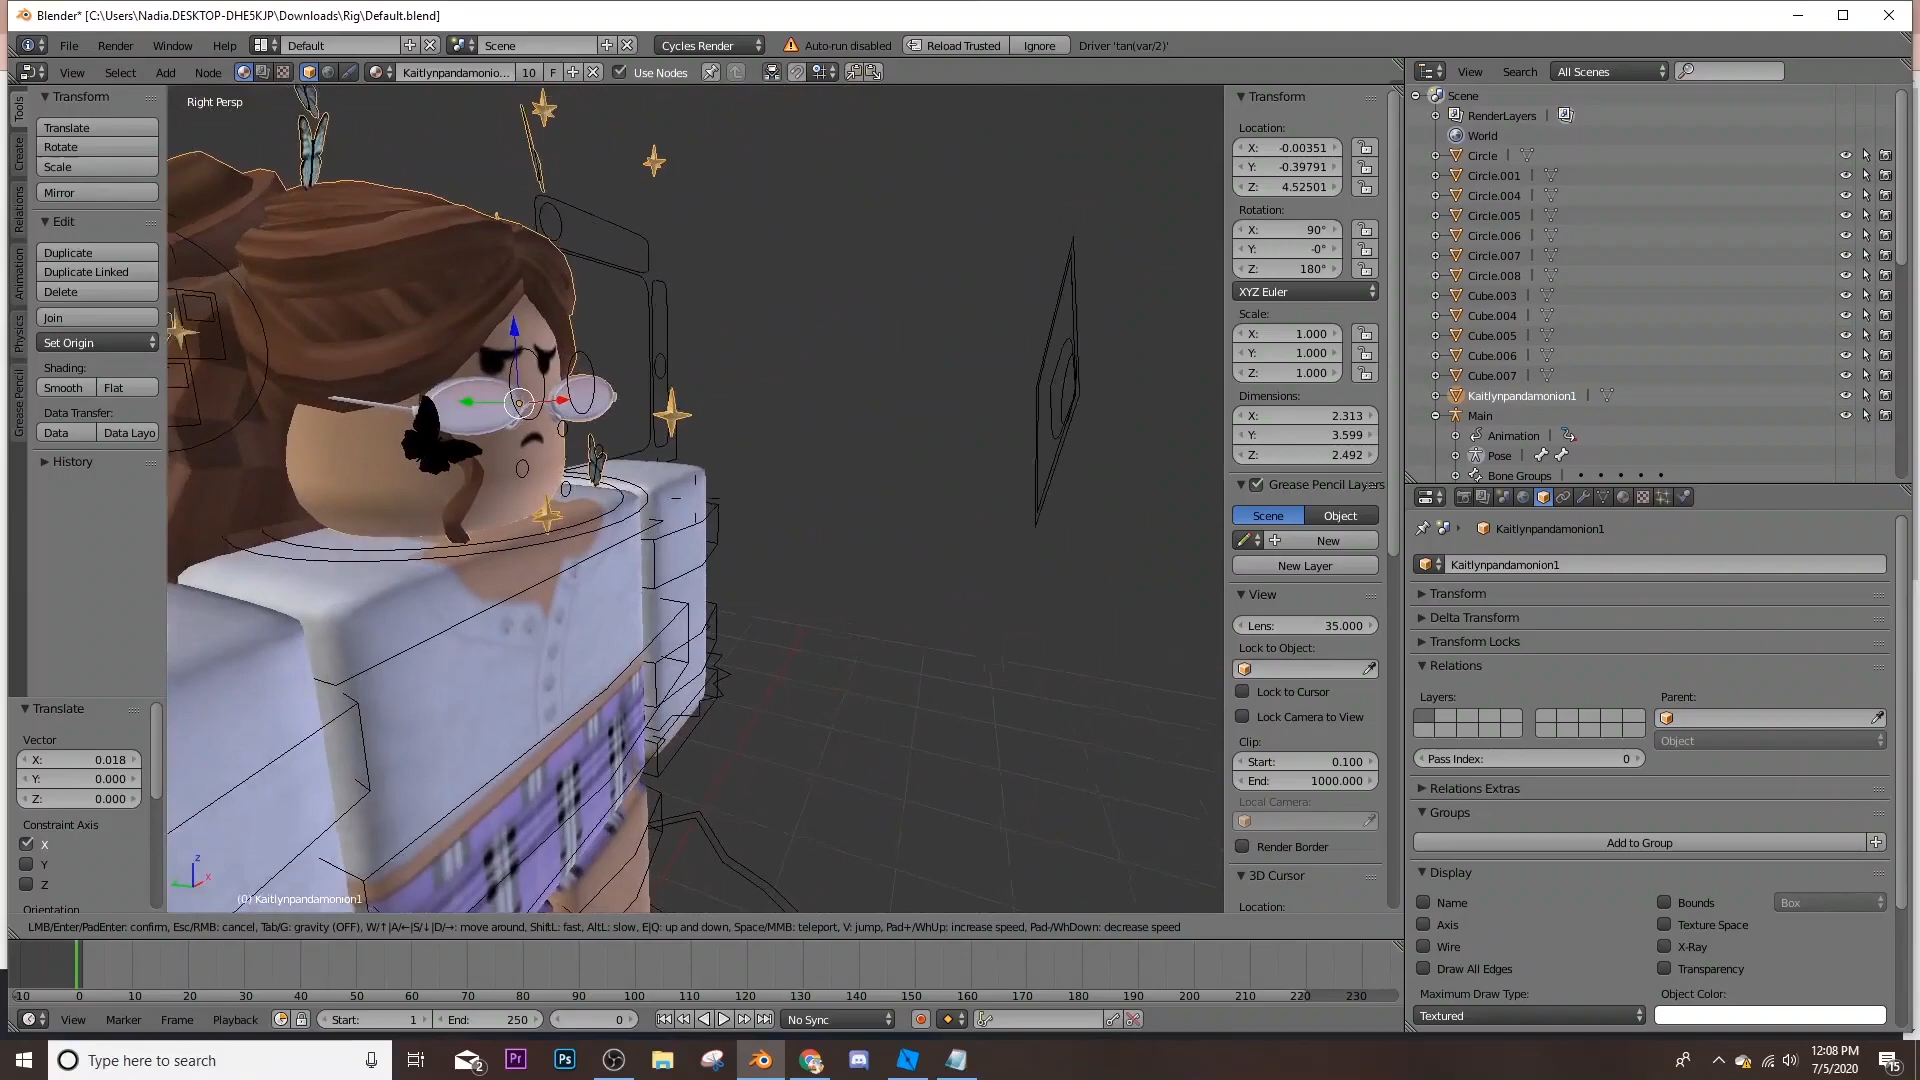 Blender* [C:\Users\Nadia.DESKTOP-DHE5KJP\Downloads\Rig\Default.blend]
File Render Window Help Default Scene Cycles Render Auto-run disabled Reload Trusted Ignore Driver 'tan(var/2)'
View Select Add Node Kaitlynpandamonio... 10 F Use Nodes View Search All Scenes
Tools
Create
Relations
Animation
Physics
Grease Pencil
Transform
Translate
Rotate
Scale
Mirror
Edit
Duplicate
Duplicate Linked
Delete
Join
Set Origin
Shading:
Smooth Flat
Data Transfer:
Data Data Layo
History
Translate
Vector
X: 0.018
Y: 0.000
Z: 0.000
Constraint Axis
X
Y
Z
Orientation
Right Persp
(0) Kaitlynpandamonion1
Transform
Location:
X: -0.00351
Y: -0.39791
Z: 4.52501
Rotation:
X: 90°
Y: -0°
Z: 180°
XYZ Euler
Scale:
X: 1.000
Y: 1.000
Z: 1.000
Dimensions:
X: 2.313
Y: 3.599
Z: 2.492
Grease Pencil Layers
Scene Object
New
New Layer
View
Lens: 35.000
Lock to Object:
Lock to Cursor
Lock Camera to View
Clip:
Start: 0.100
End: 1000.000
Local Camera:
Render Border
3D Cursor
Location:
Scene
RenderLayers
World
Circle
Circle.001
Circle.004
Circle.005
Circle.006
Circle.007
Circle.008
Cube.003
Cube.004
Cube.005
Cube.006
Cube.007
Kaitlynpandamonion1
Main
Animation
Pose
Bone Groups
Kaitlynpandamonion1
Kaitlynpandamonion1
Transform
Delta Transform
Transform Locks
Relations
Layers: Parent:
Object
Pass Index: 0
Relations Extras
Groups
Add to Group
Display
Name Bounds Box
Axis Texture Space
Wire X-Ray
Draw All Edges Transparency
Maximum Draw Type: Object Color:
Textured
LMB/Enter/PadEnter: confirm, Esc/RMB: cancel, Tab/G: gravity (OFF), W/↑|A/←|S/↓|D/→: move around, ShiftL: fast, AltL: slow, E|Q: up and down, Space/MMB: teleport, V: jump, Pad+/WhUp: increase speed, Pad-/WhDown: decrease speed
-10 0 10 20 30 40 50 60 70 80 90 100 110 120 130 140 150 160 170 180 190 200 210 220 230
View Marker Frame Playback Start: 1 End: 250 0 No Sync
Type here to search
2
Pr
Ps
12:08 PM
7/5/2020
15